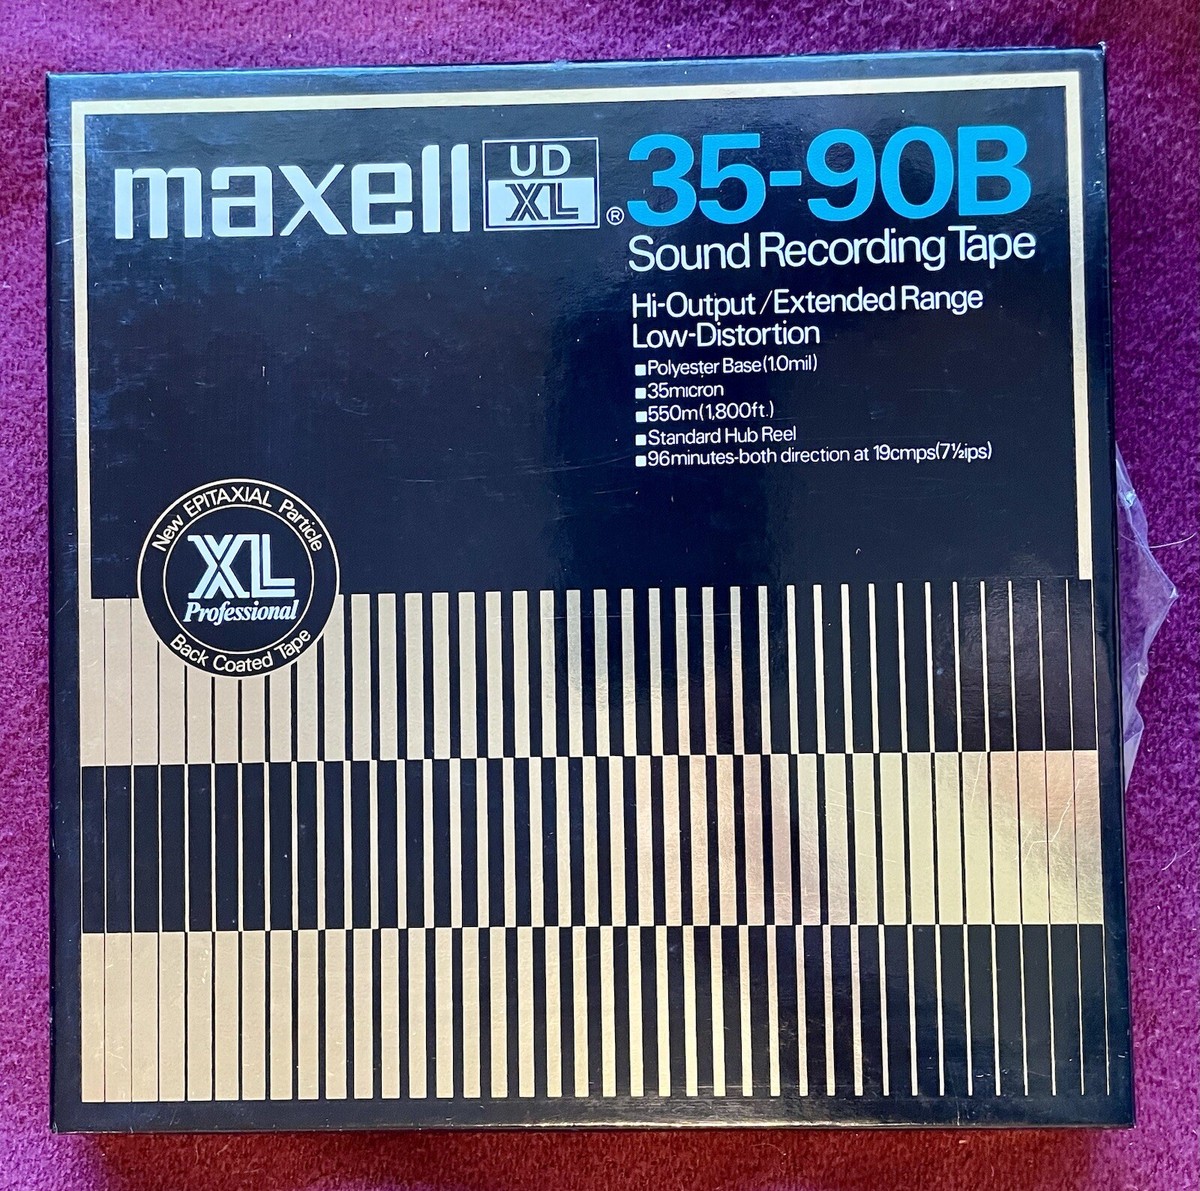 maxell UD XL ® 35-90B
Sound Recording Tape
Hi-Output/Extended Range
Low-Distortion
■Polyester Base(1.0mil)
■35micron
■550m(1,800ft.)
■Standard Hub Reel
■96minutes-both direction at 19cmps(7½ips)
New EPITAXIAL Particle
XL
Professional
Back Coated Tape